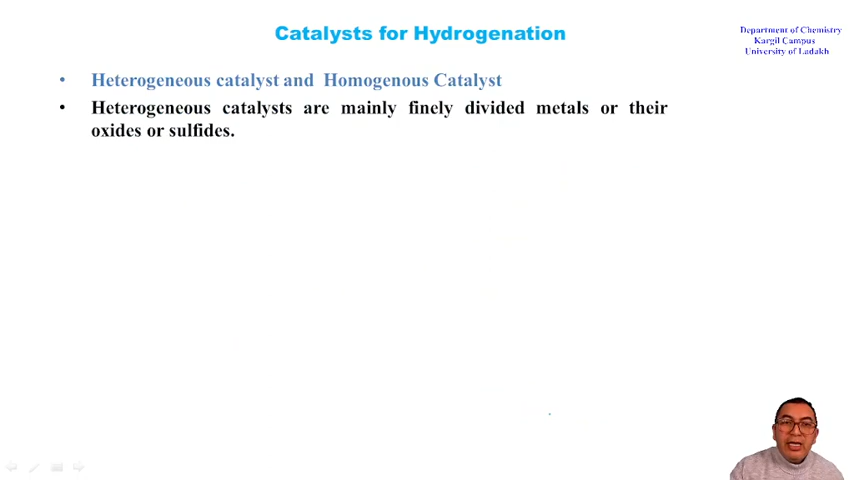 Catalysts for Hydrogenation
Department of Chemistry
Kargil Campus
University of Ladakh
• Heterogeneous catalyst and Homogenous Catalyst
• Heterogeneous catalysts are mainly finely divided metals or their
oxides or sulfides.